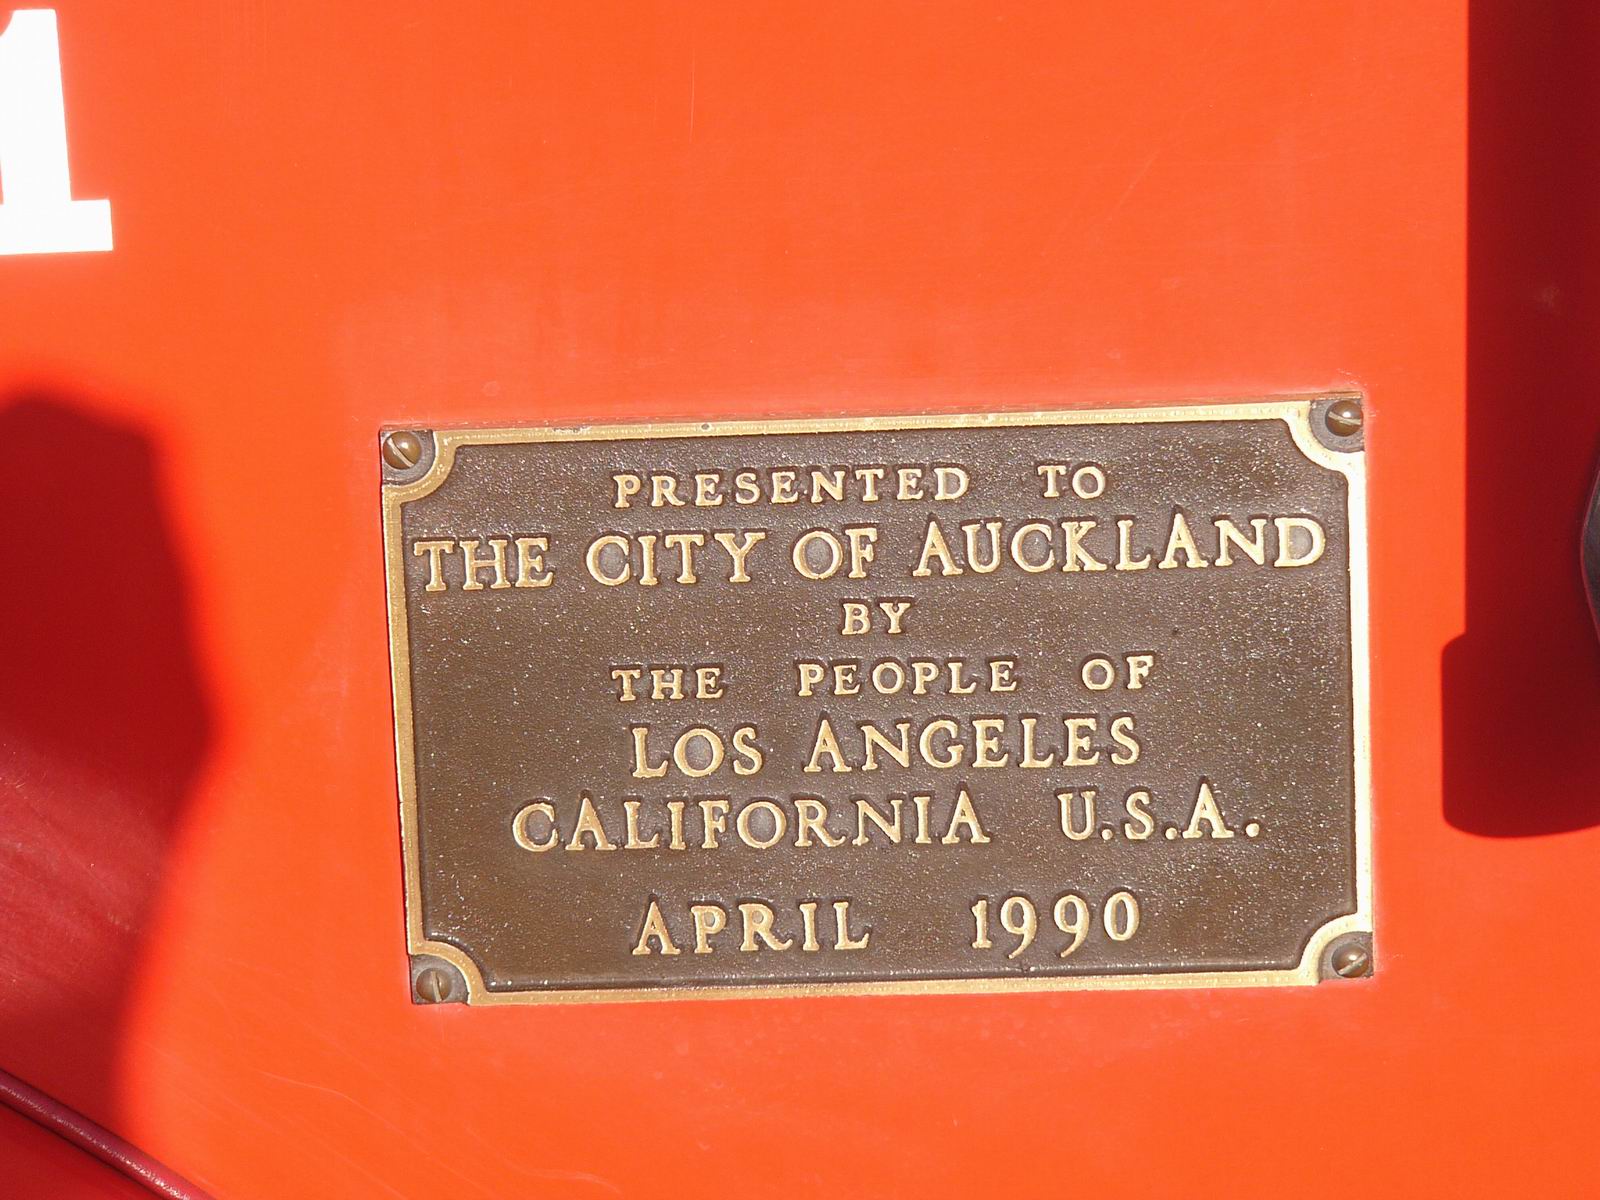 1
PRESENTED TO
THE CITY OF AUCKLAND
BY
THE PEOPLE OF
LOS ANGELES
CALIFORNIA U.S.A.
APRIL 1990